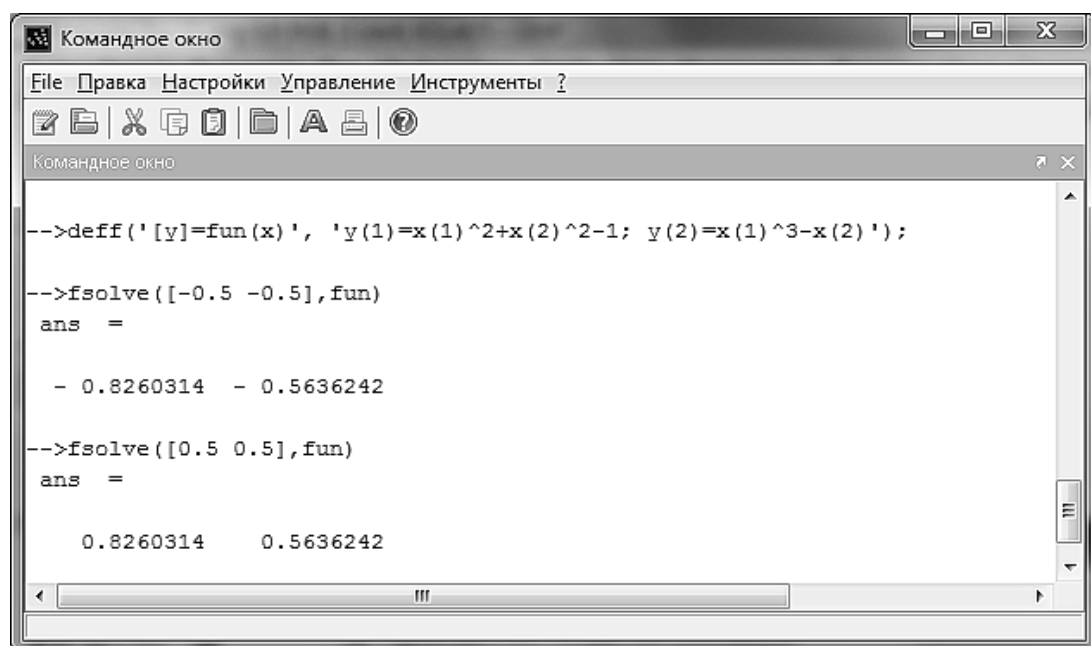 Командное окно
File Правка Настройки Управление Инструменты ?
Командное окно
-->deff('[y]=fun(x)', 'y(1)=x(1)^2+x(2)^2-1; y(2)=x(1)^3-x(2)');
-->fsolve([-0.5 -0.5],fun)
ans  =
- 0.8260314  - 0.5636242
-->fsolve([0.5 0.5],fun)
ans  =
0.8260314    0.5636242